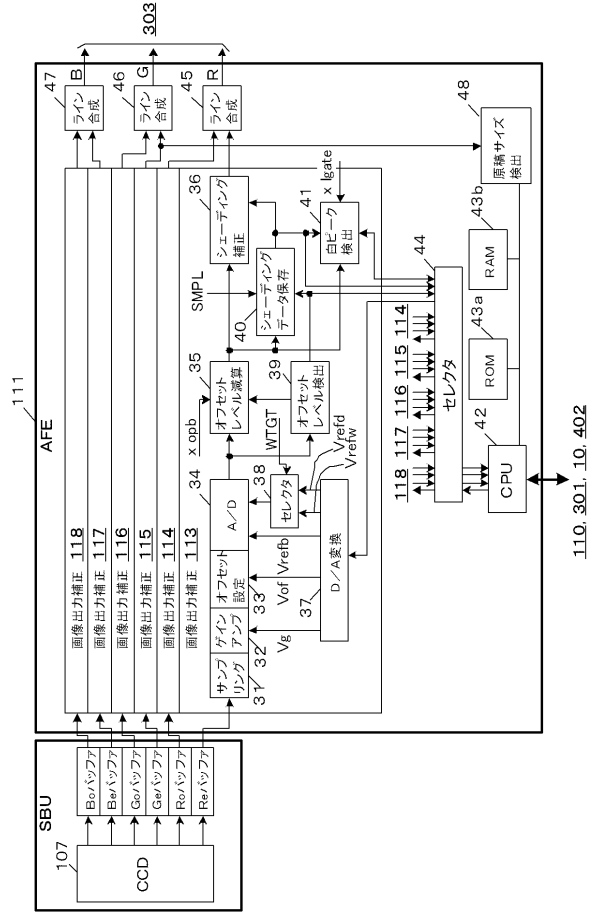 SBU
107
CCD
Boバッファ
Beバッファ
Goバッファ
Geバッファ
Roバッファ
Reバッファ
111
AFE
画像出力補正 118
画像出力補正 117
画像出力補正 116
画像出力補正 115
画像出力補正 114
画像出力補正 113
サンプ
リング
31
ゲイン
アンプ
32
オフセット
設定
33
A/D
34
Vg
Vof
Vrefb
D/A変換
37
セレクタ
38
WTGT
Vrefd
Vrefw
x opb
オフセット
レベル減算
35
オフセット
レベル検出
39
SMPL
シェーディング
データ保存
40
シェーディング
補正
36
x lgate
白ピーク
検出
41
ライン
合成
47
B
ライン
合成
46
G
ライン
合成
45
R
303
118
117
116
115
114
セレクタ
44
CPU
42
ROM
43a
RAM
43b
原稿サイズ
検出
48
110, 301, 10, 402